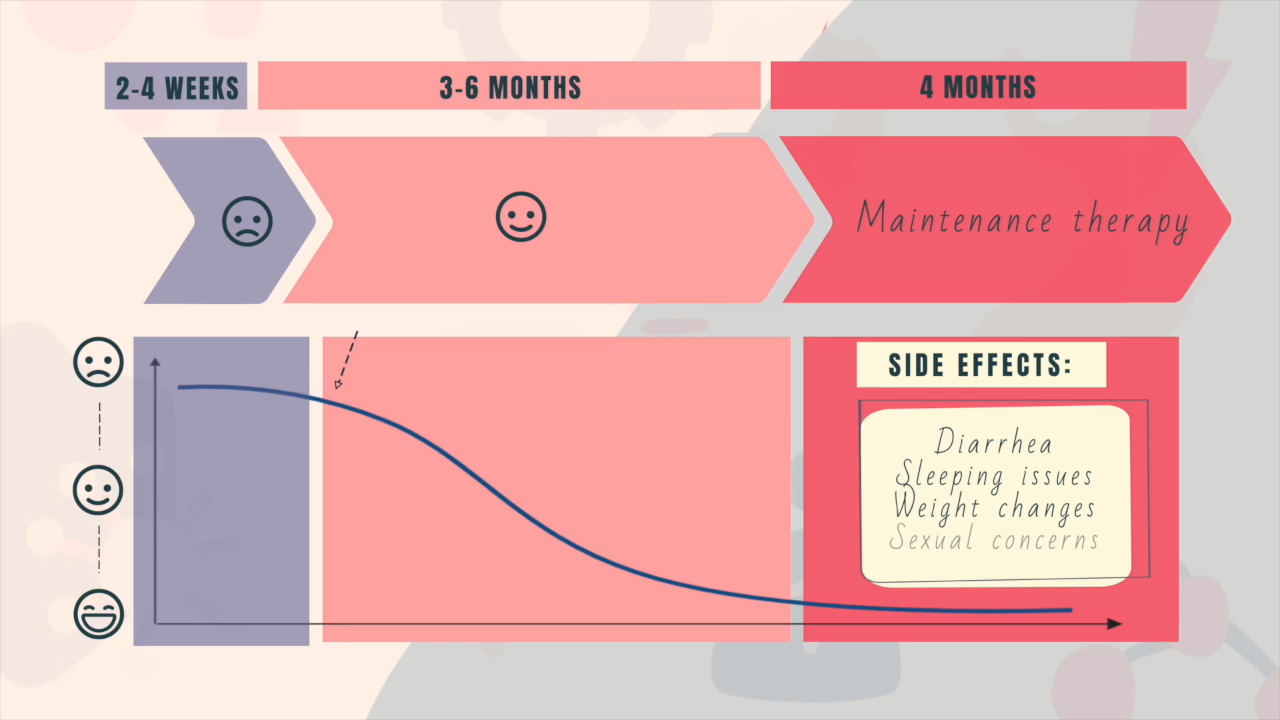 2-4 WEEKS
3-6 MONTHS
4 MONTHS
Maintenance therapy
SIDE EFFECTS:
Diarrhea
Sleeping issues
Weight changes
Sexual concerns